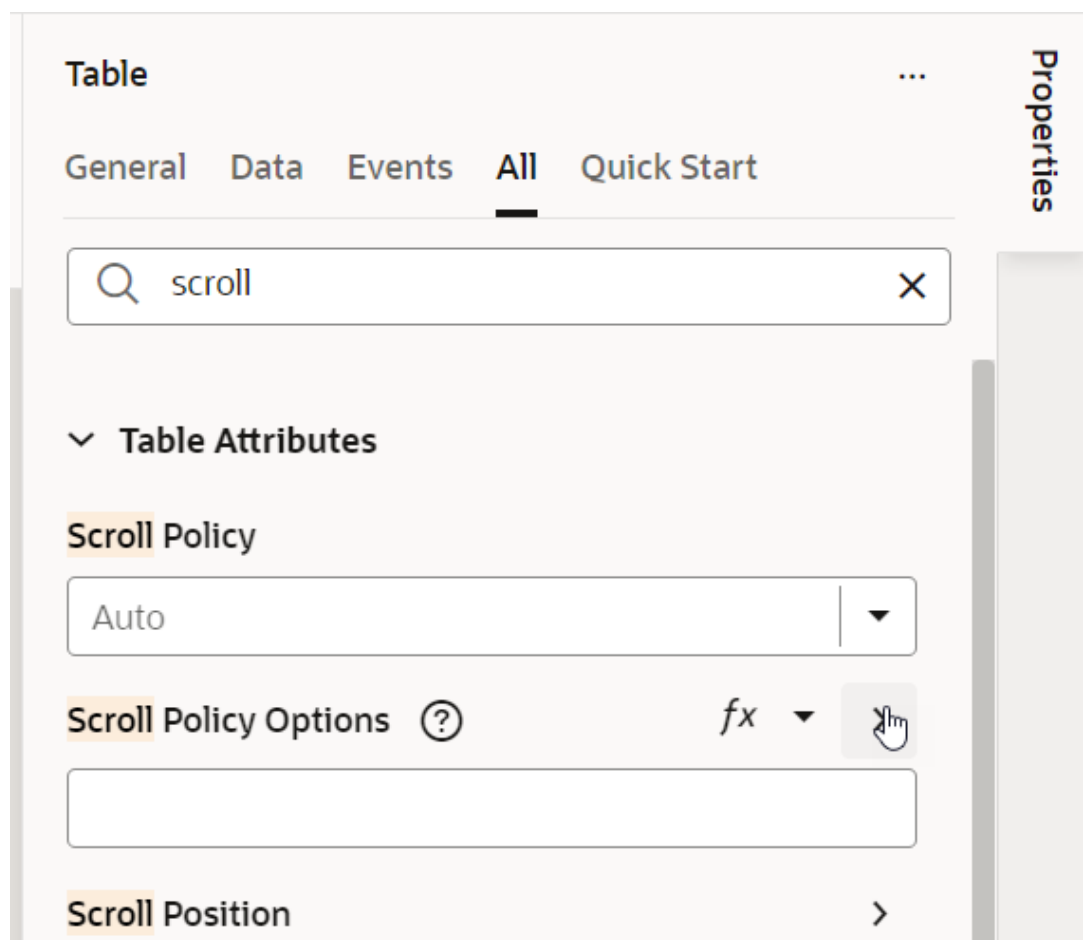 Table
...
Properties
General Data Events All Quick Start
scroll
Table Attributes
Scroll Policy
Auto
Scroll Policy Options ? fx
Scroll Position